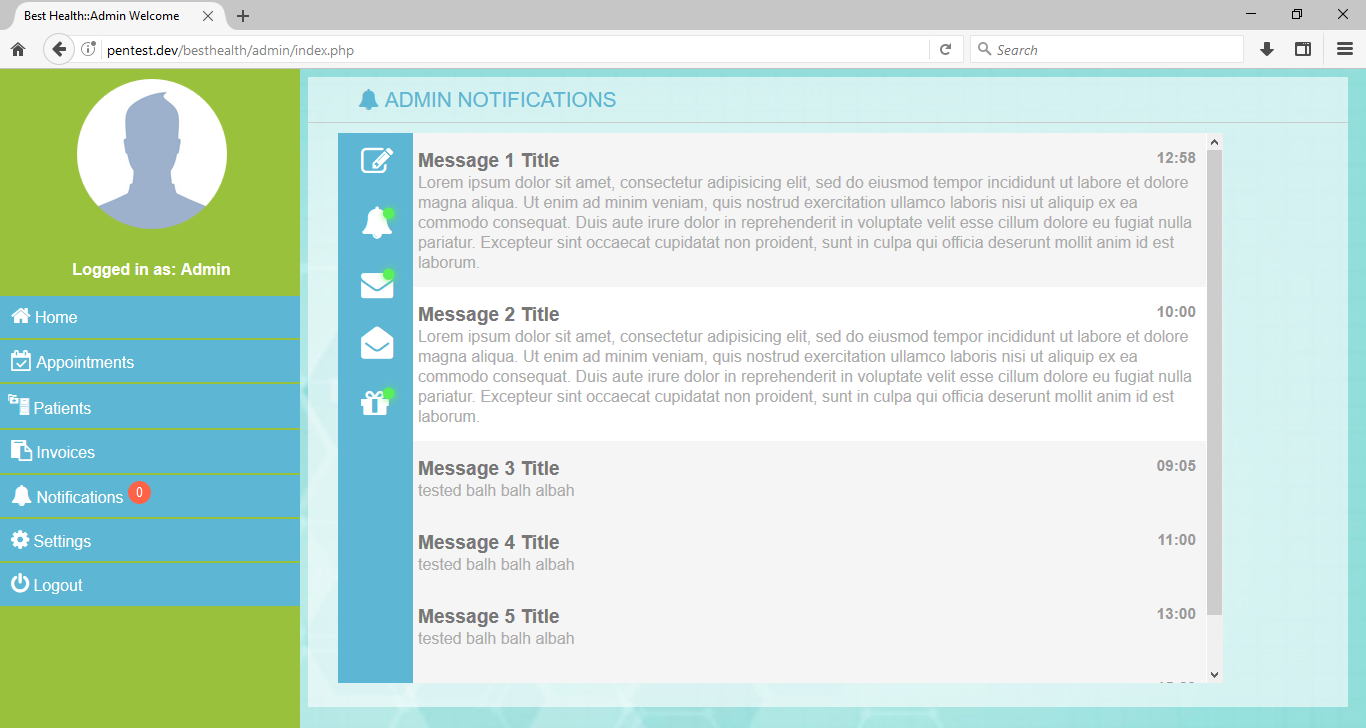 Best Health::Admin Welcome
pentest.dev/besthealth/admin/index.php
Search
Logged in as: Admin
Home
Appointments
Patients
Invoices
Notifications 0
Settings
Logout
ADMIN NOTIFICATIONS
Message 1 Title 12:58
Lorem ipsum dolor sit amet, consectetur adipisicing elit, sed do eiusmod tempor incididunt ut labore et dolore
magna aliqua. Ut enim ad minim veniam, quis nostrud exercitation ullamco laboris nisi ut aliquip ex ea
commodo consequat. Duis aute irure dolor in reprehenderit in voluptate velit esse cillum dolore eu fugiat nulla
pariatur. Excepteur sint occaecat cupidatat non proident, sunt in culpa qui officia deserunt mollit anim id est
laborum.
Message 2 Title 10:00
Lorem ipsum dolor sit amet, consectetur adipisicing elit, sed do eiusmod tempor incididunt ut labore et dolore
magna aliqua. Ut enim ad minim veniam, quis nostrud exercitation ullamco laboris nisi ut aliquip ex ea
commodo consequat. Duis aute irure dolor in reprehenderit in voluptate velit esse cillum dolore eu fugiat nulla
pariatur. Excepteur sint occaecat cupidatat non proident, sunt in culpa qui officia deserunt mollit anim id est
laborum.
Message 3 Title 09:05
tested balh balh albah
Message 4 Title 11:00
tested balh balh albah
Message 5 Title 13:00
tested balh balh albah